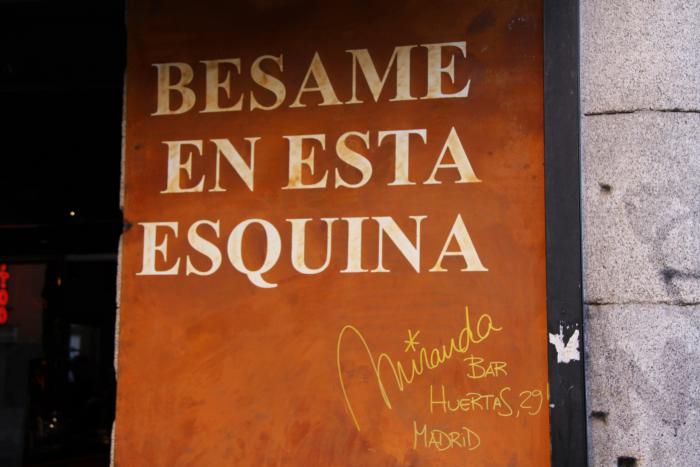 BESAME
EN ESTA
ESQUINA
Miranda
BAR
HUERTAS, 29
MADRID